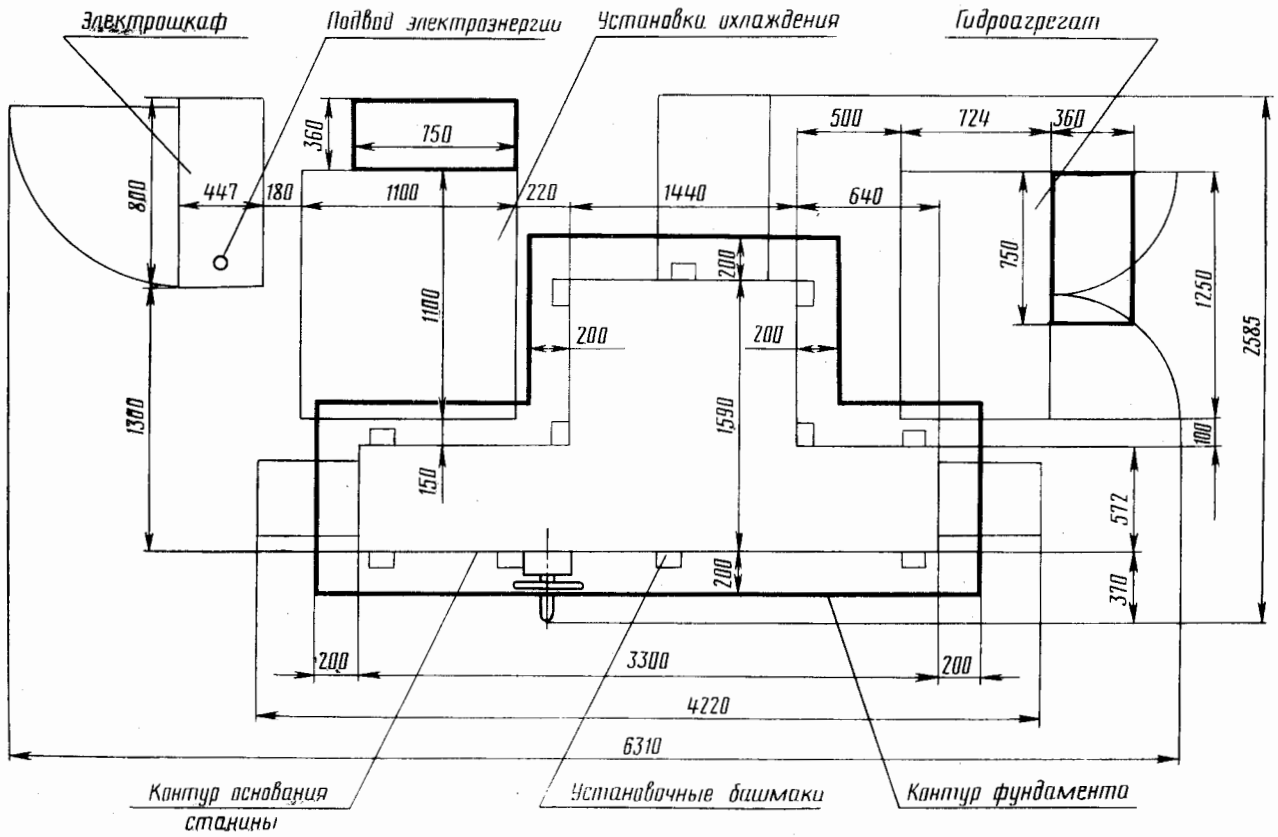 Электрошкаф Подвод электроэнергии Установки охлаждения Гидроагрегат
360 750 500 724 360
800 447 180 1100 220 1440 640
200 750 1250 2585
1100 200 200
1300 1590
150 100
572
200 370
200 3300 200
4220
6310
Контур основания станины Установочные башмаки Контур фундамента